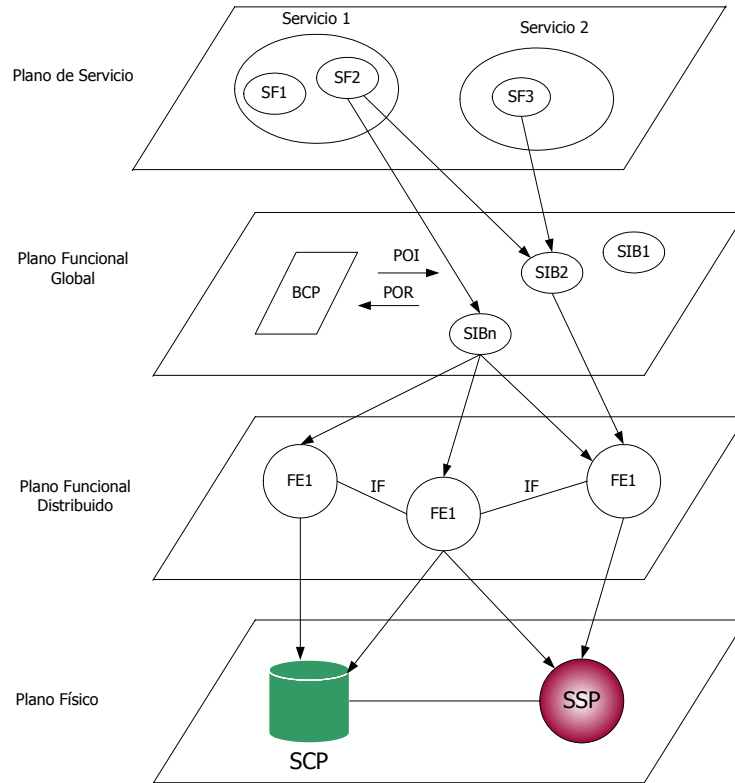 Servicio 1
Servicio 2
Plano de Servicio
SF1
SF2
SF3
Plano Funcional
Global
BCP
POI
POR
SIB2
SIB1
SIBn
Plano Funcional
Distribuido
FE1
IF
FE1
IF
FE1
Plano Físico
SCP
SSP